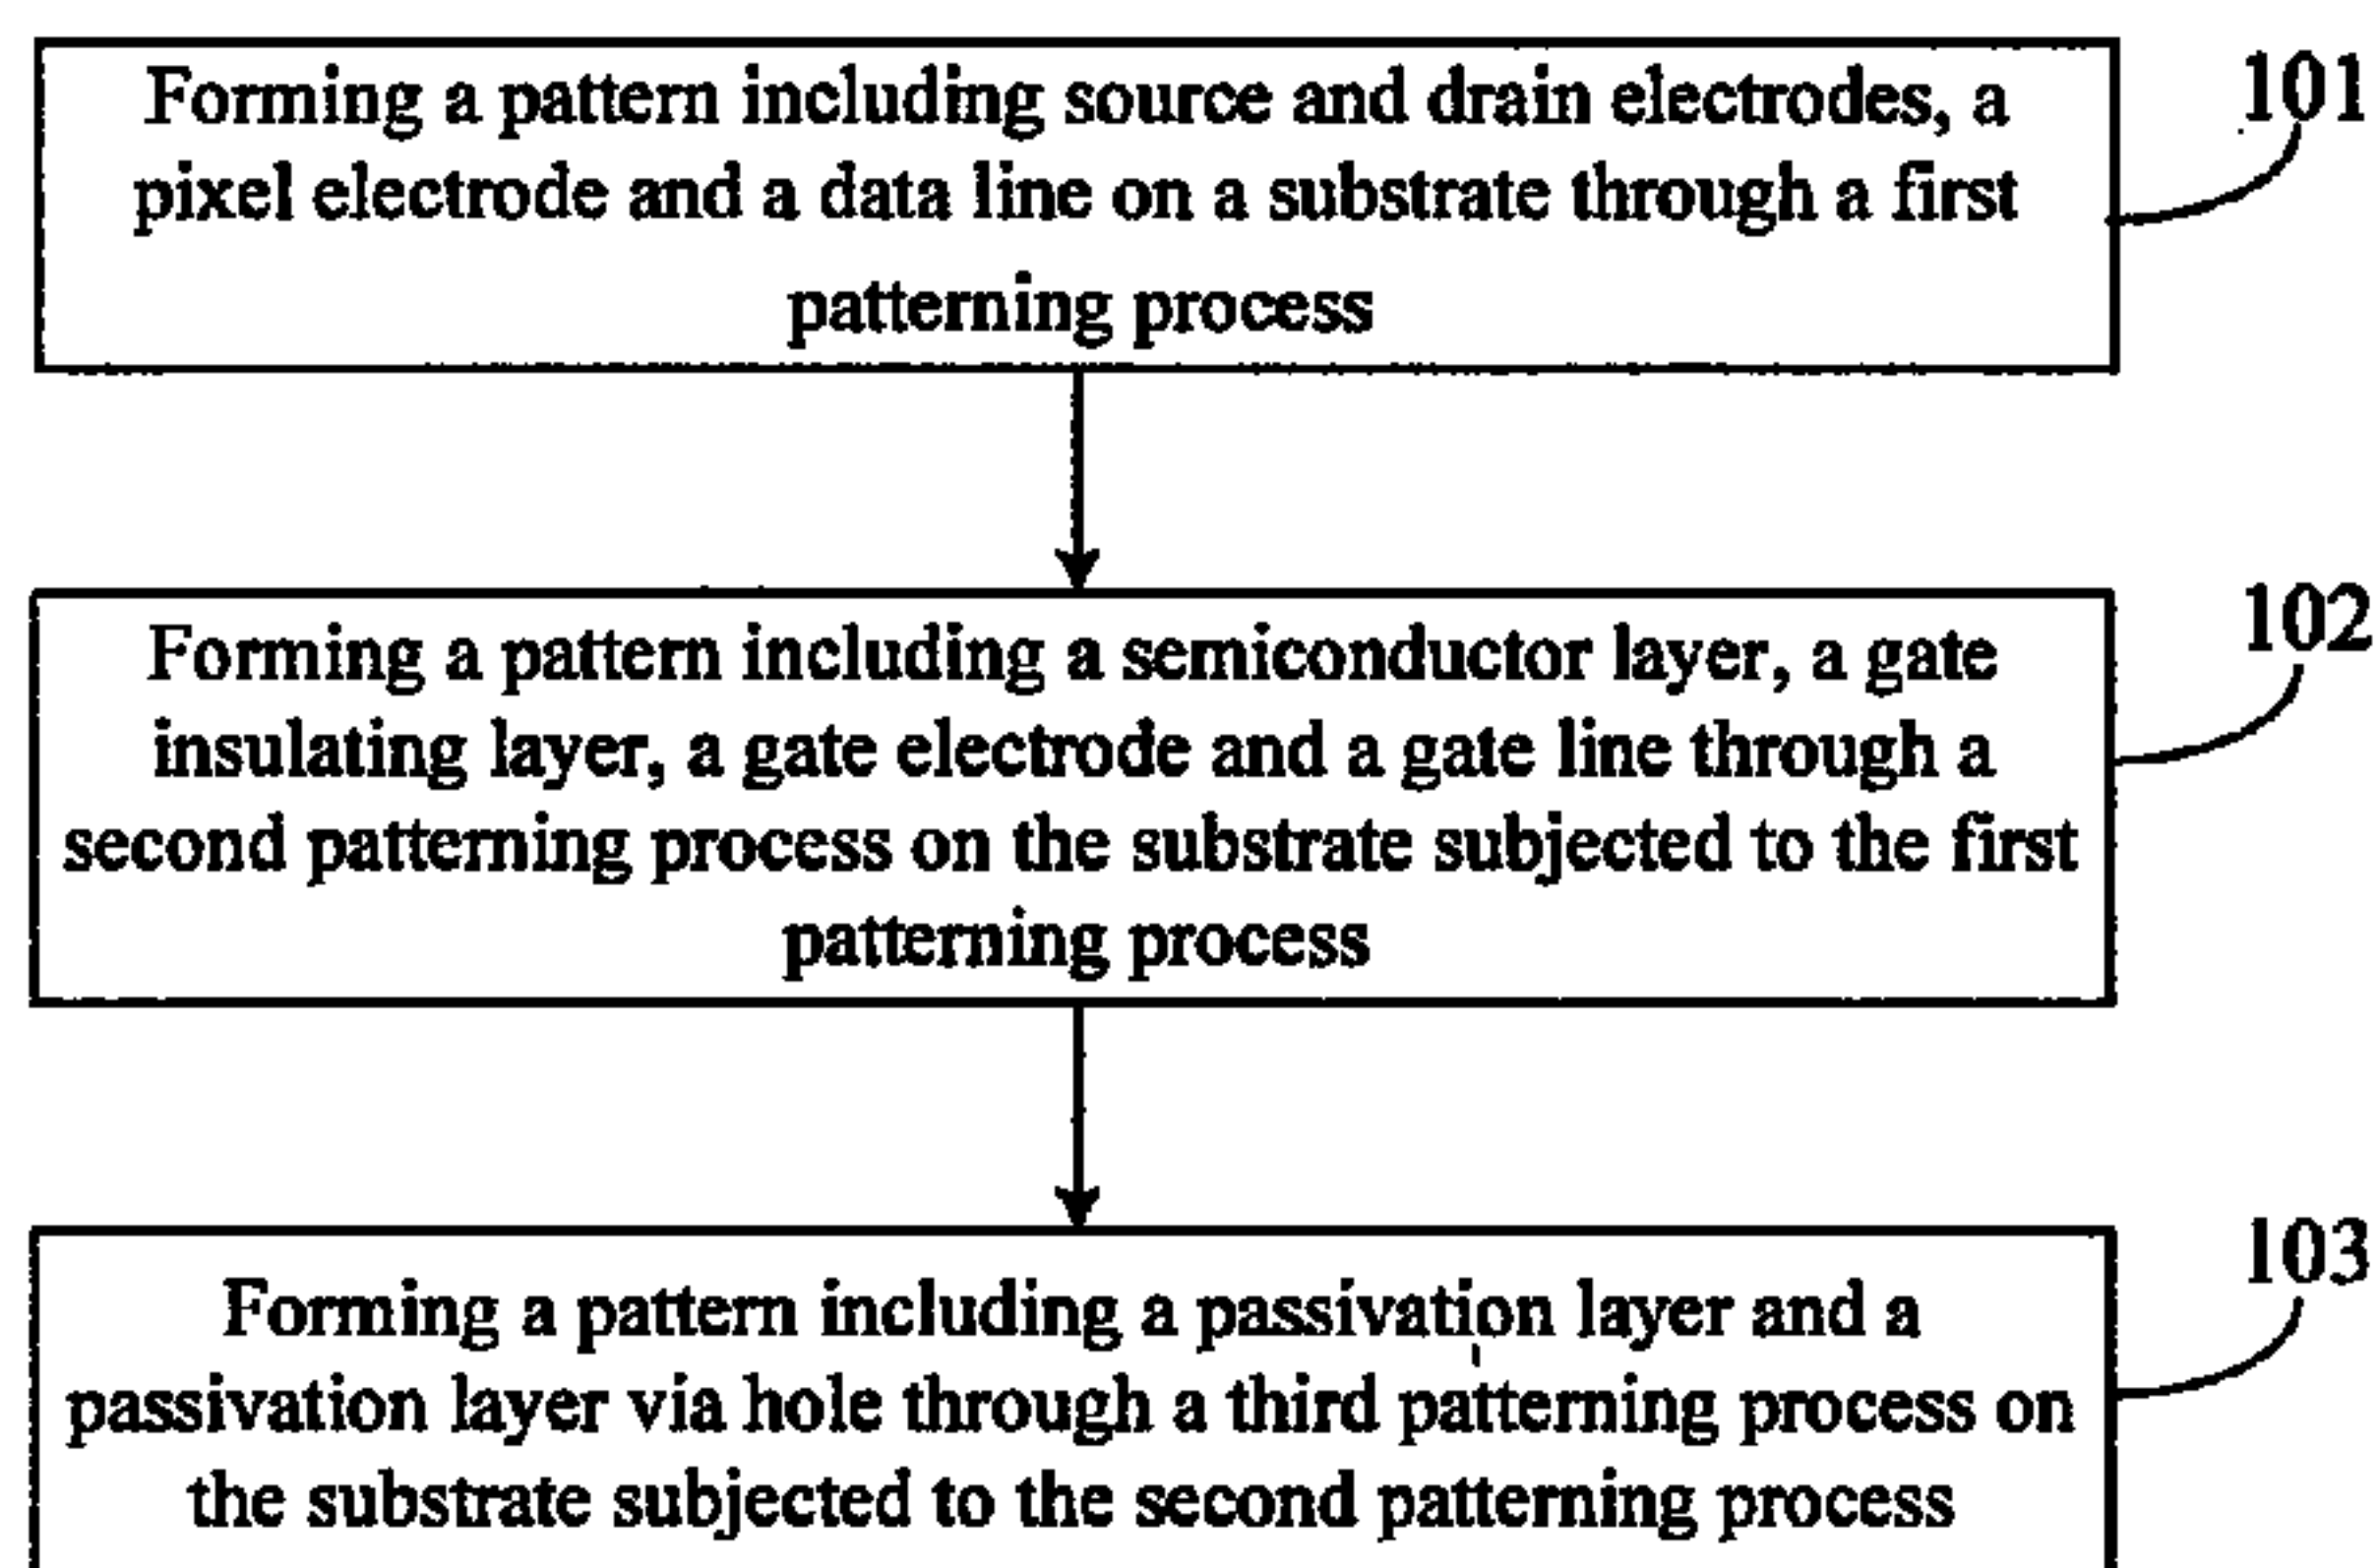 Forming a pattern including source and drain electrodes, a
pixel electrode and a data line on a substrate through a first
patterning process
101
Forming a pattern including a semiconductor layer, a gate
insulating layer, a gate electrode and a gate line through a
second patterning process on the substrate subjected to the first
patterning process
102
Forming a pattern including a passivation layer and a
passivation layer via hole through a third patterning process on
the substrate subjected to the second patterning process
103